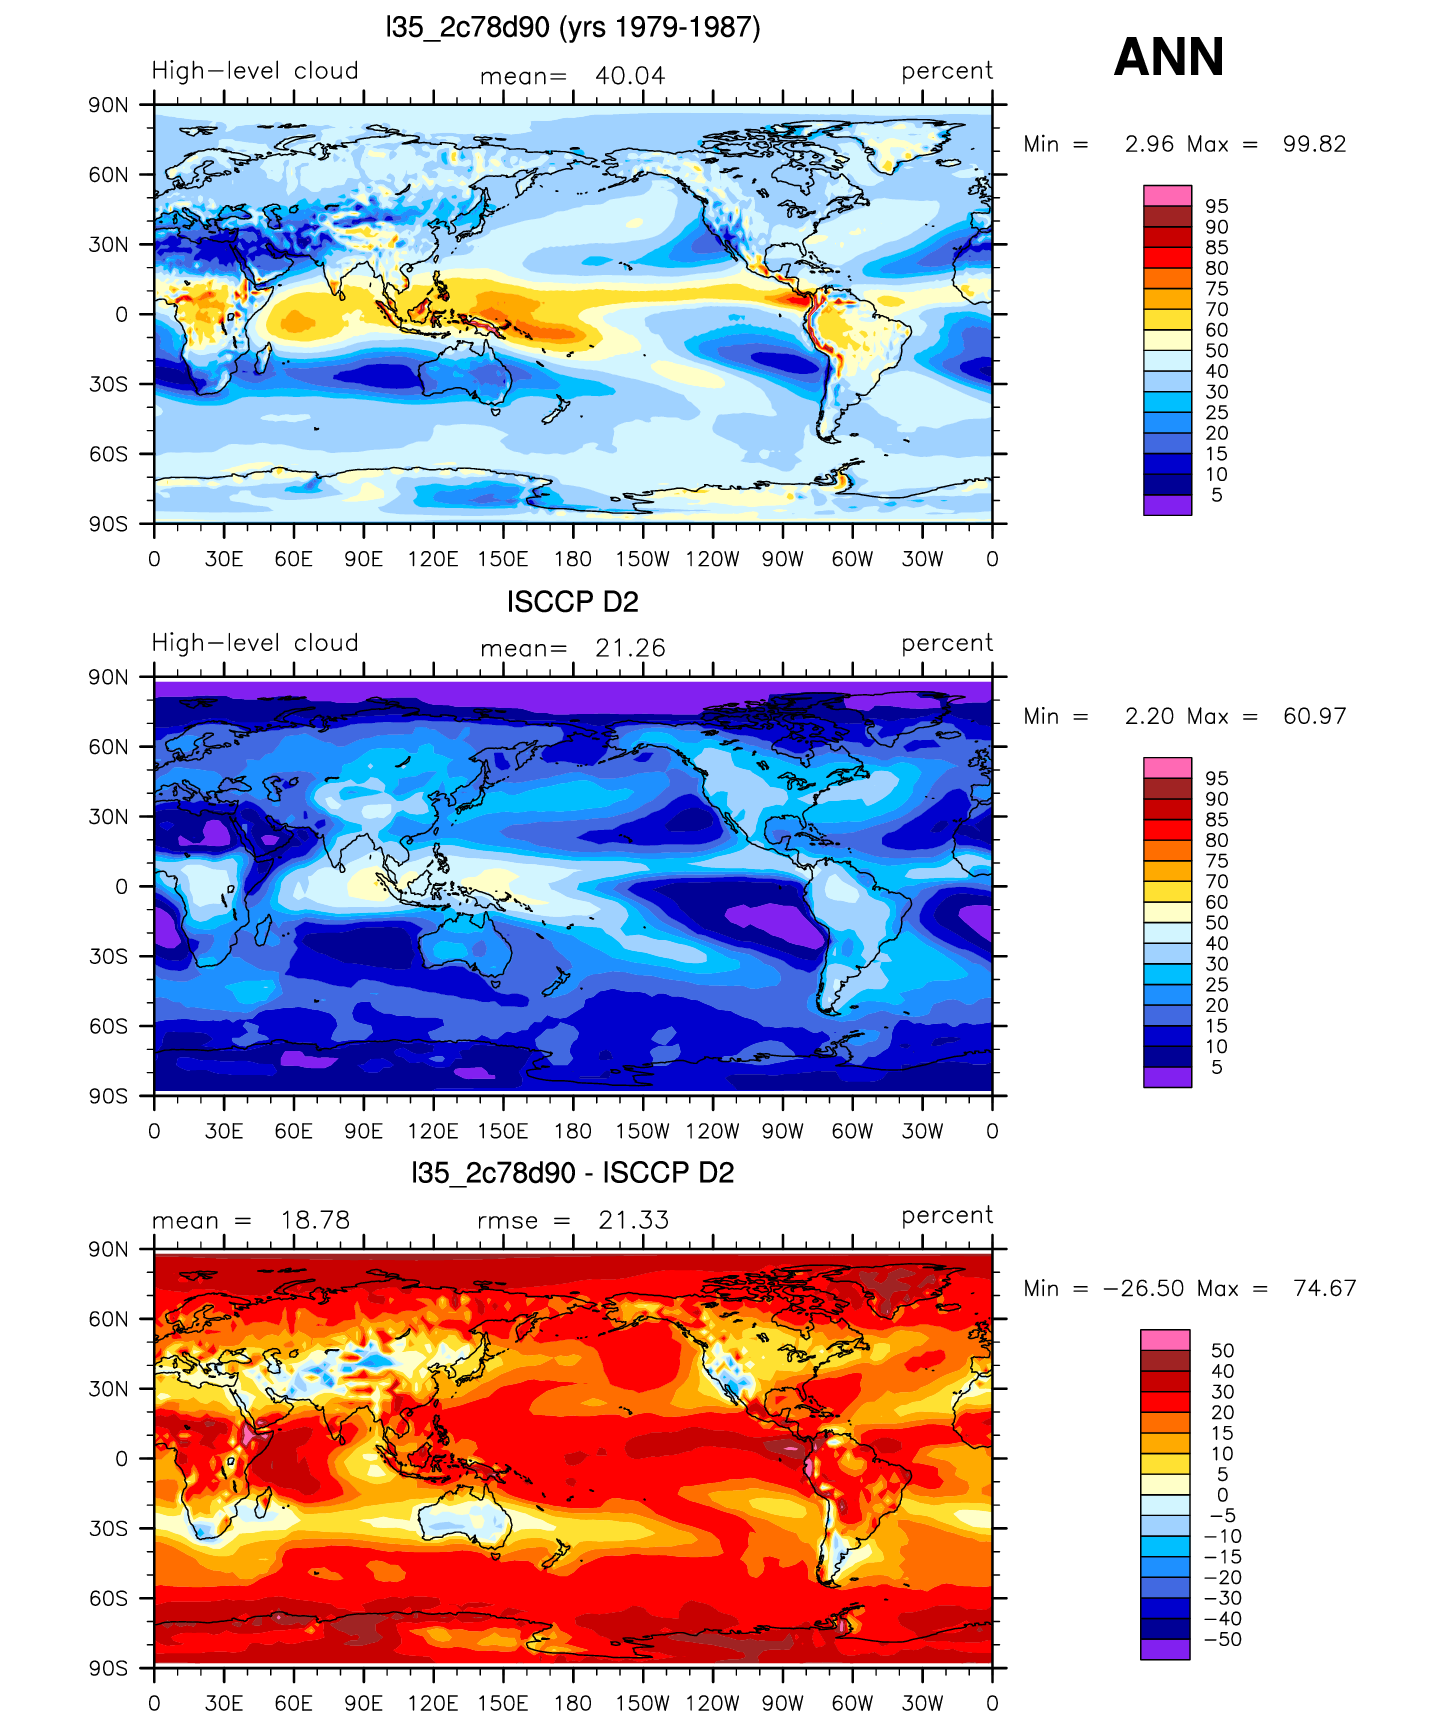 l35_2c78d90 (yrs 1979-1987)
ANN
High-level cloud mean= 40.04 percent
Min = 2.96 Max = 99.82
90N
60N
30N
0
30S
60S
90S
0 30E 60E 90E 120E 150E 180 150W 120W 90W 60W 30W 0
95
90
85
80
75
70
60
50
40
30
25
20
15
10
5
ISCCP D2
High-level cloud mean= 21.26 percent
Min = 2.20 Max = 60.97
90N
60N
30N
0
30S
60S
90S
0 30E 60E 90E 120E 150E 180 150W 120W 90W 60W 30W 0
95
90
85
80
75
70
60
50
40
30
25
20
15
10
5
l35_2c78d90 - ISCCP D2
mean = 18.78 rmse = 21.33 percent
Min = -26.50 Max = 74.67
90N
60N
30N
0
30S
60S
90S
0 30E 60E 90E 120E 150E 180 150W 120W 90W 60W 30W 0
50
40
30
20
15
10
5
0
-5
-10
-15
-20
-30
-40
-50